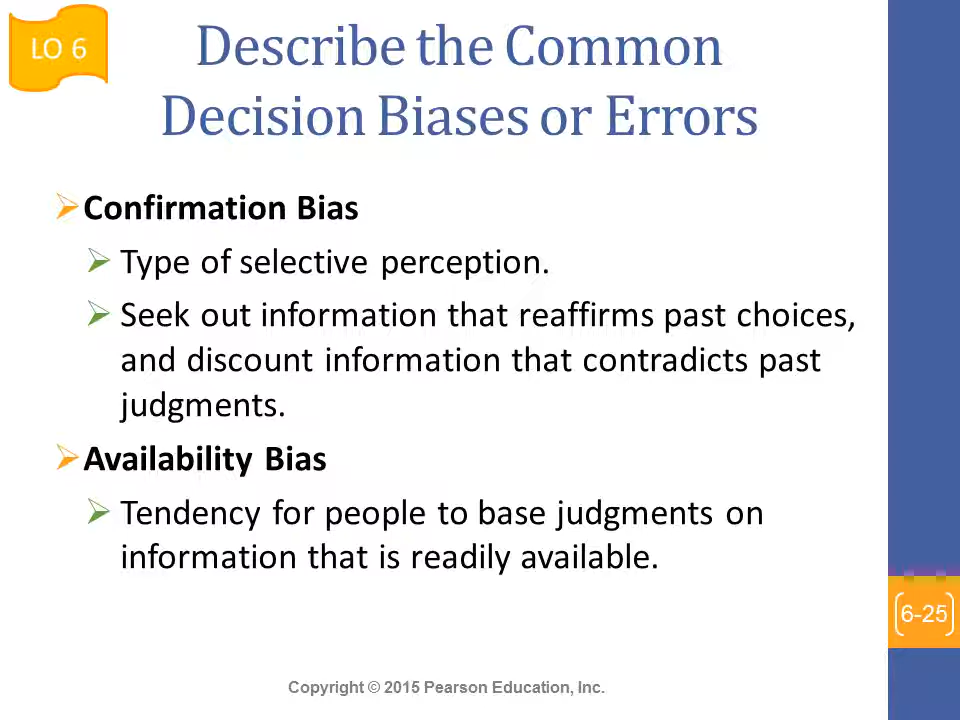 LO 6
Describe the Common
Decision Biases or Errors
Confirmation Bias
Type of selective perception.
Seek out information that reaffirms past choices,
and discount information that contradicts past
judgments.
Availability Bias
Tendency for people to base judgments on
information that is readily available.
6-25
Copyright © 2015 Pearson Education, Inc.